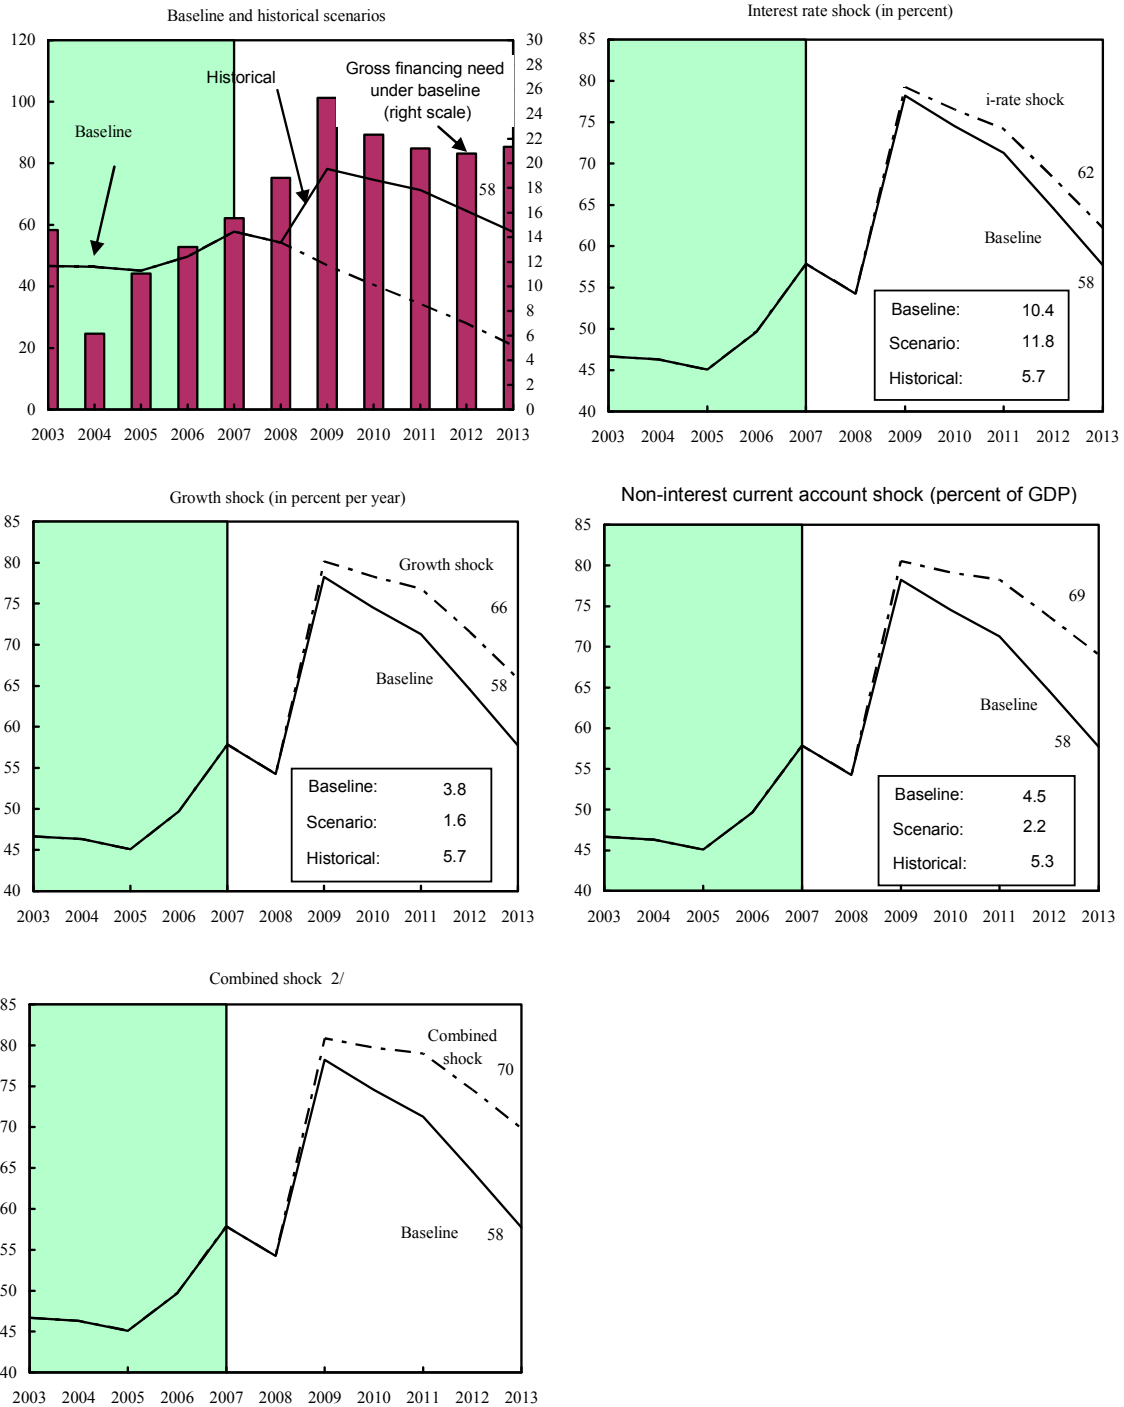 Baseline and historical scenarios
120
100
80
60
40
20
0
30
28
26
24
22
20
18
16
14
12
10
8
6
4
2
0
Historical
Gross financing need
under baseline
(right scale)
Baseline
58
2003 2004 2005 2006 2007 2008 2009 2010 2011 2012 2013
Interest rate shock (in percent)
85
80
75
70
65
60
55
50
45
40
i-rate shock
62
Baseline
58
Baseline: 10.4
Scenario: 11.8
Historical: 5.7
2003 2004 2005 2006 2007 2008 2009 2010 2011 2012 2013
Growth shock (in percent per year)
85
80
75
70
65
60
55
50
45
40
Growth shock
66
Baseline
58
Baseline: 3.8
Scenario: 1.6
Historical: 5.7
2003 2004 2005 2006 2007 2008 2009 2010 2011 2012 2013
Non-interest current account shock (percent of GDP)
85
80
75
70
65
60
55
50
45
40
69
Baseline
58
Baseline: 4.5
Scenario: 2.2
Historical: 5.3
2003 2004 2005 2006 2007 2008 2009 2010 2011 2012 2013
Combined shock 2/
85
80
75
70
65
60
55
50
45
40
Combined
shock
70
Baseline 58
2003 2004 2005 2006 2007 2008 2009 2010 2011 2012 2013